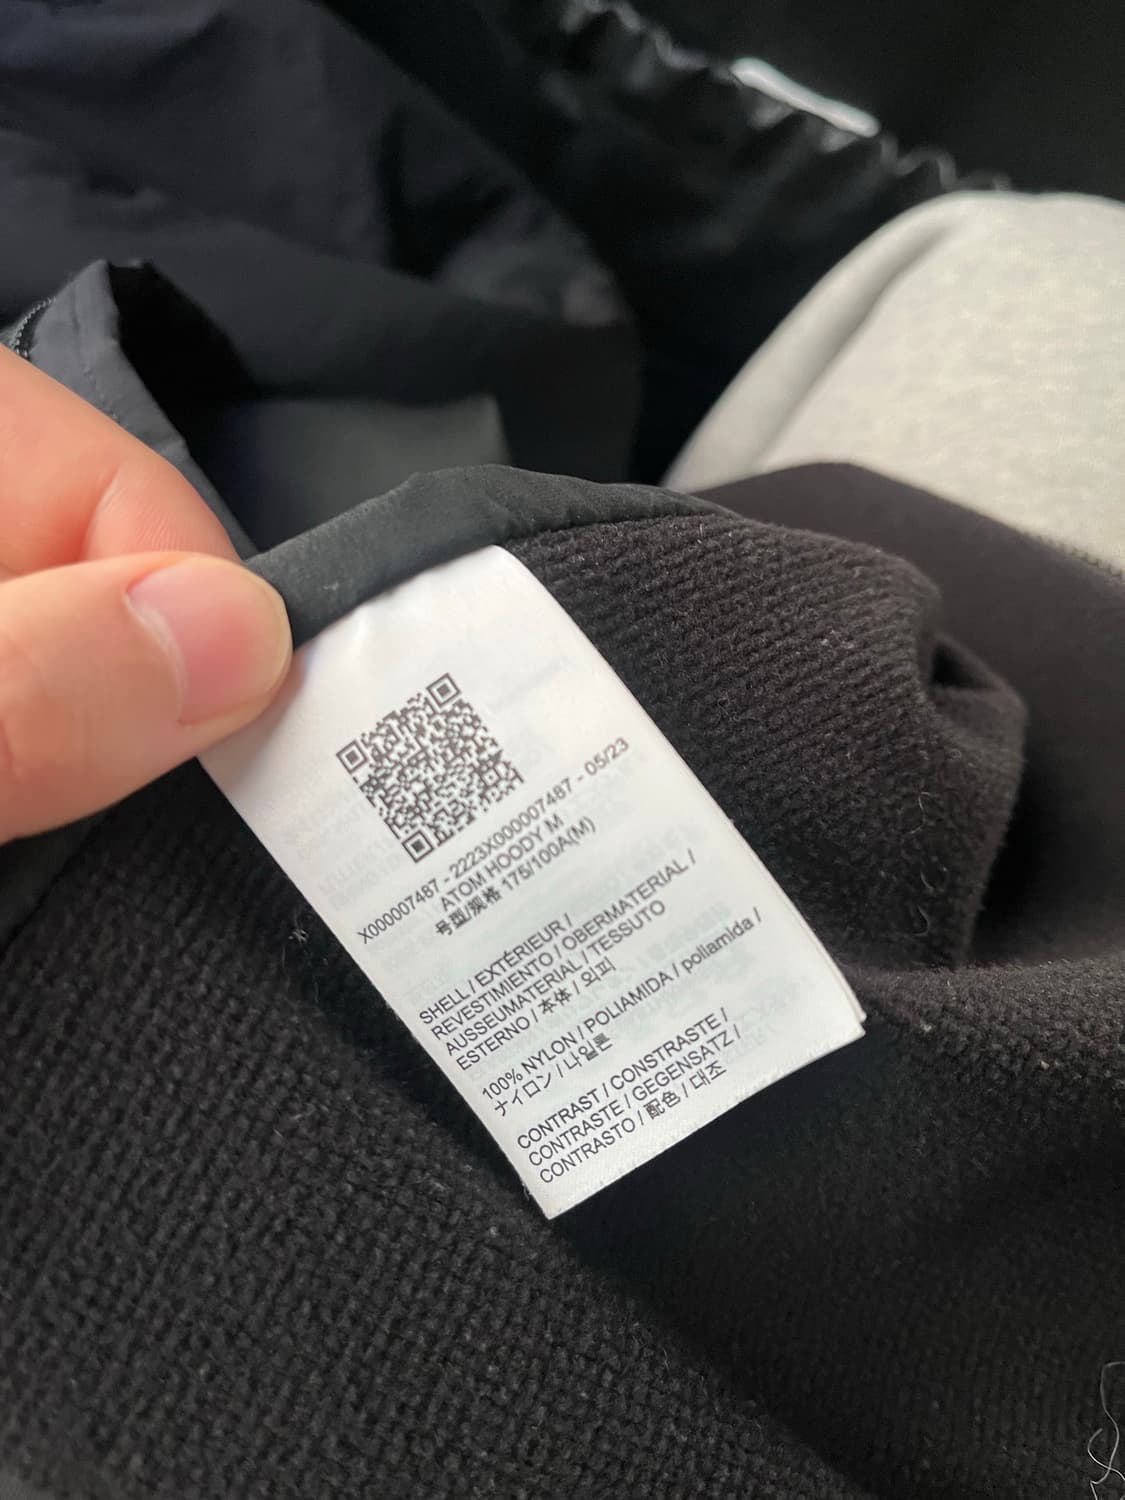 X000007487 - 2223X000007487 - 05/23
ATOM HOODY M
号型/规格 175/100A(M)
SHELL / EXTÉRIEUR /
REVESTIMIENTO / OBERMATERIAL /
AUSSEUMATERIAL / TESSUTO
ESTERNO / 本体 / 외피
100% NYLON / POLIAMIDA / poliamida /
ナイロン / 나일론
CONTRAST / CONSTRASTE /
CONTRASTE / GEGENSATZ /
CONTRASTO / 配色 / 대조